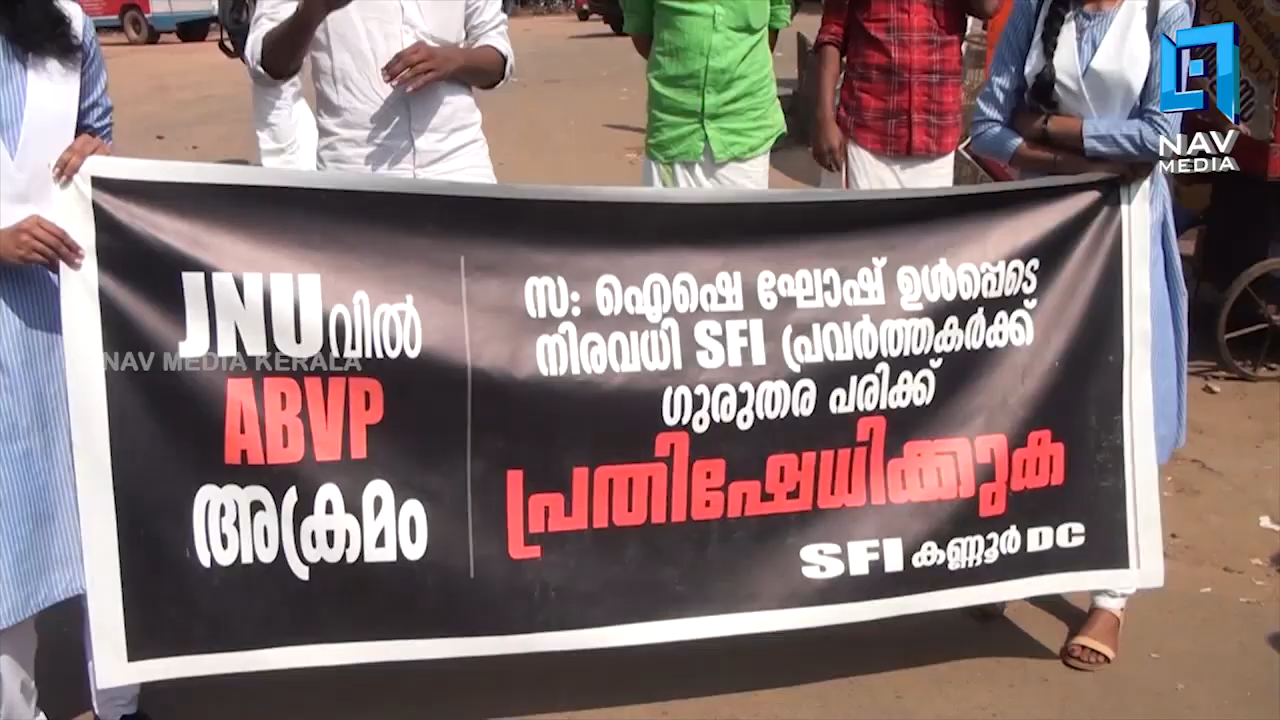 JNUവിൽ
ABVP
അക്രമം
സ: ഐഷെ ഘോഷ് ഉൾപ്പെടെ
നിരവധി SFI പ്രവർത്തകർക്ക്
ഗുരുതര പരിക്ക്
പ്രതിഷേധിക്കുക
SFI കണ്ണൂർ DC
NAV MEDIA KERALA
NAV
MEDIA